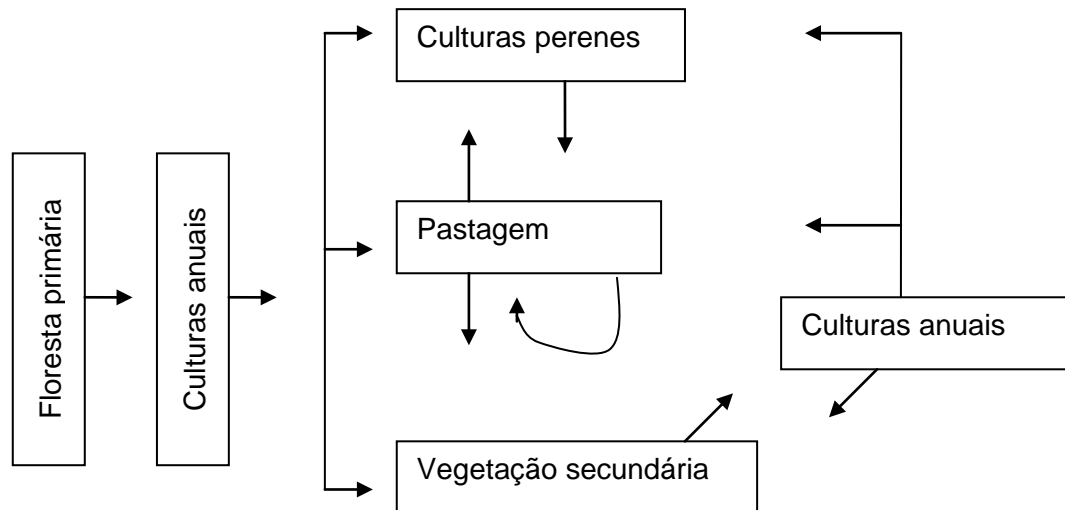 Floresta primária
Culturas anuais
Culturas perenes
Pastagem
Vegetação secundária
Culturas anuais